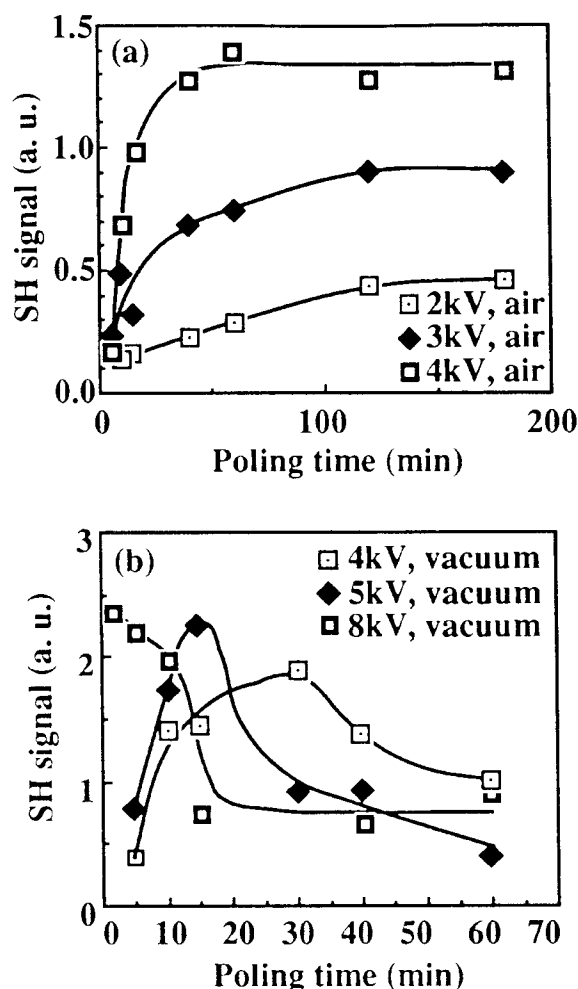 (a)
1.5
1.0
0.5
0.0
SH signal (a. u.)
2kV, air
3kV, air
4kV, air
0 100 200
Poling time (min)
(b)
3
2
1
0
SH signal (a. u.)
4kV, vacuum
5kV, vacuum
8kV, vacuum
0 10 20 30 40 50 60 70
Poling time (min)